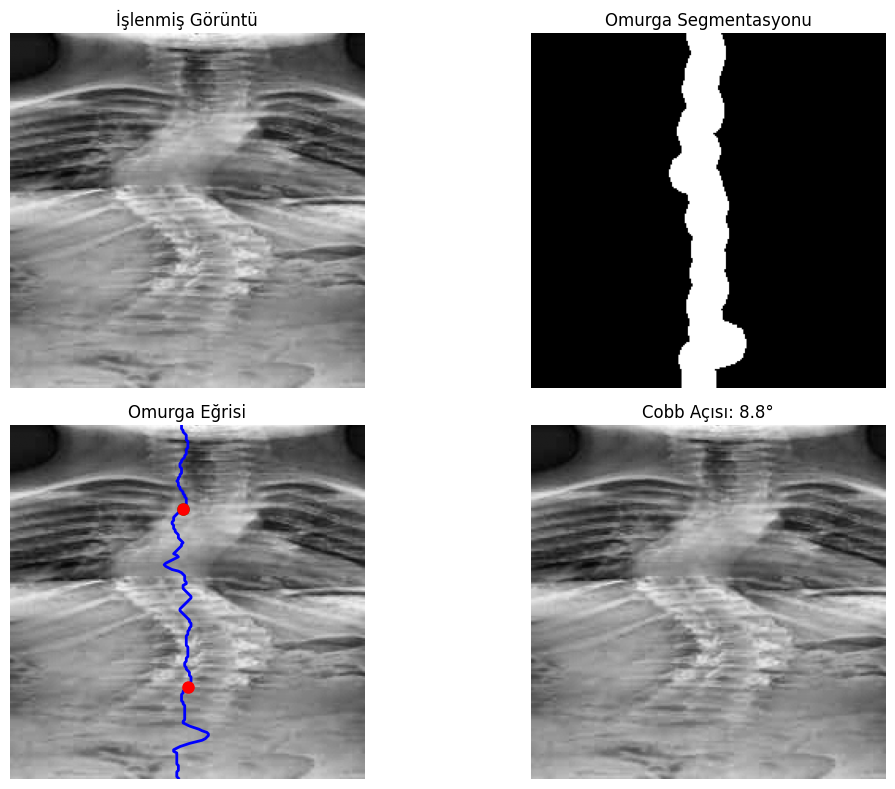 İşlenmiş Görüntü
Omurga Segmentasyonu
Omurga Eğrisi
Cobb Açısı: 8.8°